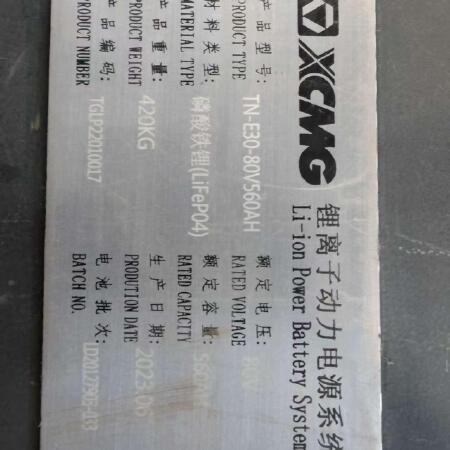 XCMG
锂离子动力电源系统
Li-ion Power Battery System
产品型号: TN-E30-80V560AH 额定电压:
PRODUCT TYPE RATED VOLTAGE
材料类型: 磷酸铁锂(LiFePO4) 额定容量:
MATERIAL TYPE RATED CAPACITY
产品重量: 420KG 生产日期: 2023.06
PRODUCT WEIGHT PRODUTION DATE
产品编码: TGLP22010017 电池批次:
PRODUCT NUMBER BATCH NO.